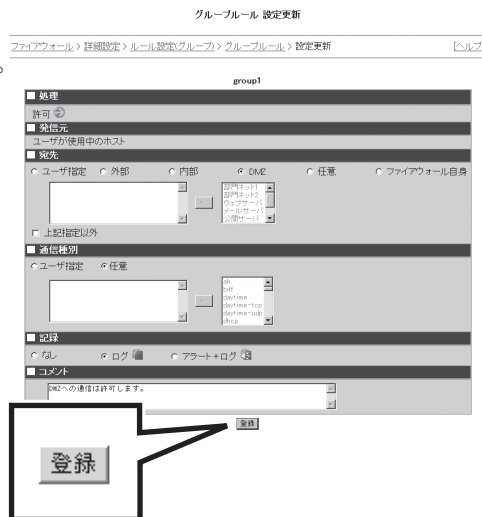 グループルール 設定更新
ファイアウォール > 詳細設定 > ルール設定(グループ) > グループルール > 設定更新 [ヘルプ
group1
■ 処理
許可
■ 発信元
ユーザが使用中のホスト
■ 宛先
ユーザ指定 外部 内部 DMZ 任意 ファイアウォール自身
部門ネット1
部門ネット2
ウェブサーバ
メールサーバ
公開サーバ
上記指定以外
■ 通信種別
ユーザ指定 任意
ah
biff
daytime
daytime-tcp
daytime-udp
dhcp
■ 記録
なし ログ アラート+ログ
■ コメント
DMZへの通信は許可します。
登録
登録